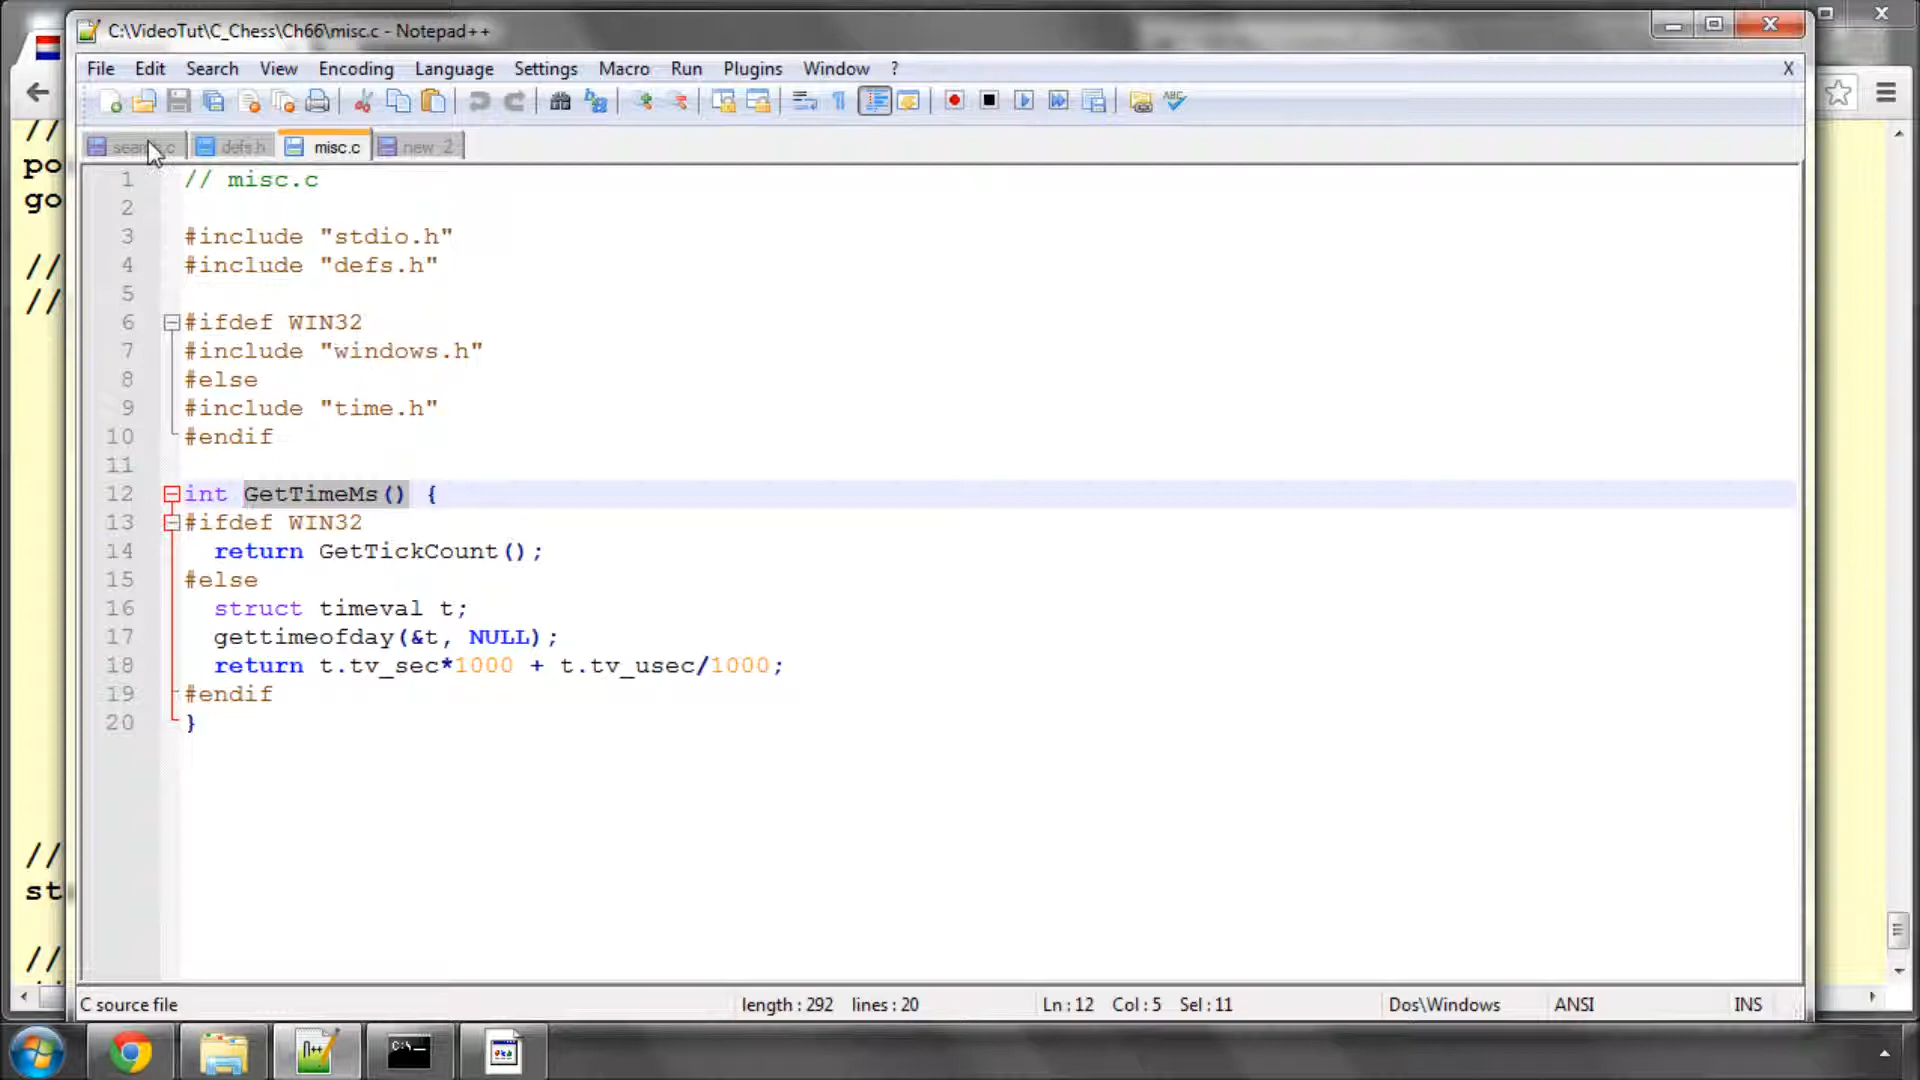 C:\VideoTut\C_Chess\Ch66\misc.c - Notepad++
File Edit Search View Encoding Language Settings Macro Run Plugins Window ? X
defs.h misc.c new 2
// misc.c
#include "stdio.h"
#include "defs.h"
#ifdef WIN32
#include "windows.h"
#else
#include "time.h"
#endif
int GetTimeMs() {
#ifdef WIN32
return GetTickCount();
#else
struct timeval t;
gettimeofday(&t, NULL);
return t.tv_sec*1000 + t.tv_usec/1000;
#endif
}
1
2
3
4
5
6
7
8
9
10
11
12
13
14
15
16
17
18
19
20
//
po
go
//
//
//
st
//
C source file length : 292 lines : 20 Ln : 12 Col : 5 Sel : 11 Dos\Windows ANSI INS
C:\